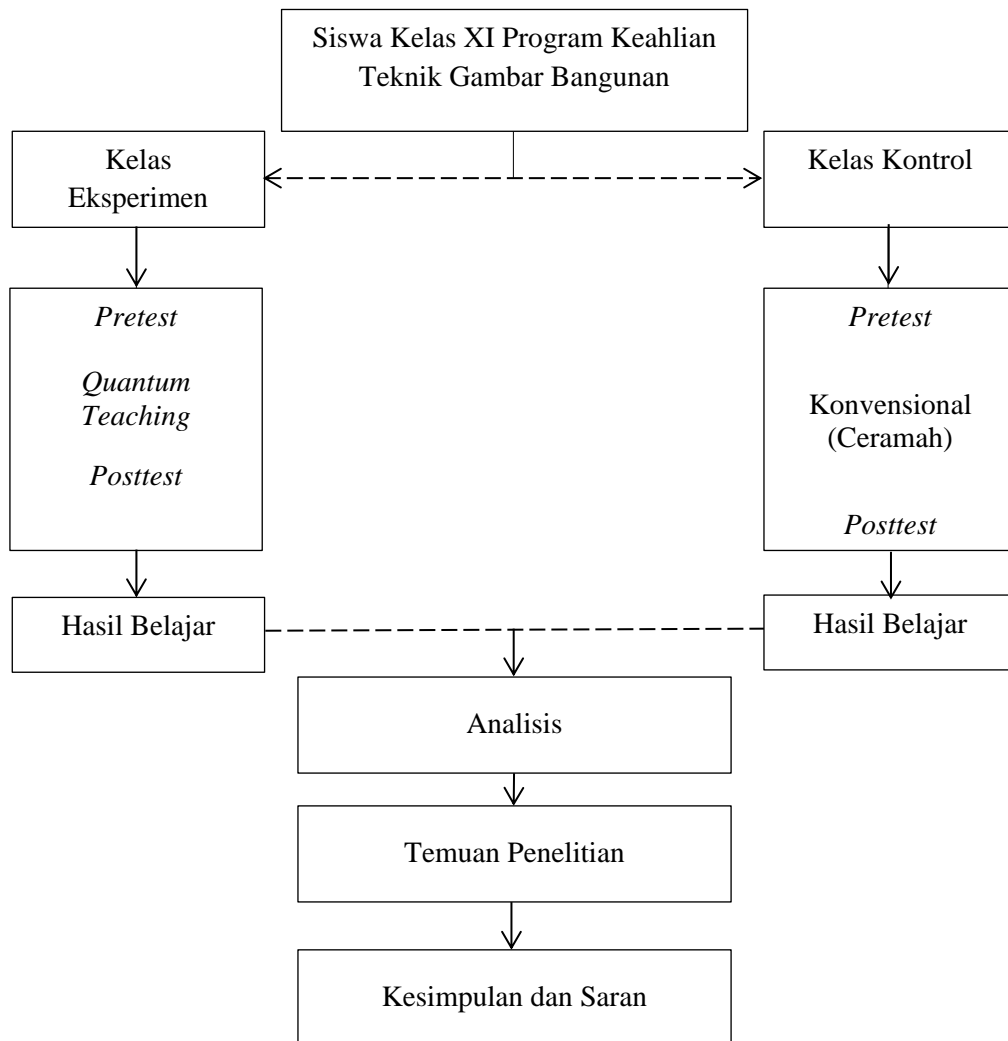 Siswa Kelas XI Program Keahlian
Teknik Gambar Bangunan
Kelas
Eksperimen
Kelas Kontrol
Pretest
Quantum
Teaching
Posttest
Pretest
Konvensional
(Ceramah)
Posttest
Hasil Belajar
Hasil Belajar
Analisis
Temuan Penelitian
Kesimpulan dan Saran